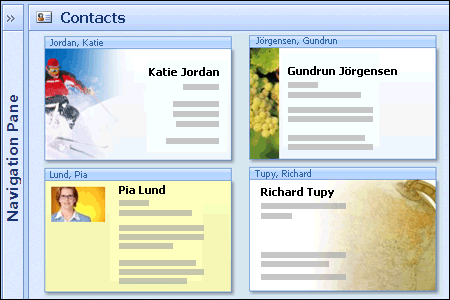 »
Contacts
Navigation Pane
Jordan, Katie
Katie Jordan
Jörgensen, Gundrun
Gundrun Jörgensen
Lund, Pia
Pia Lund
Tupy, Richard
Richard Tupy